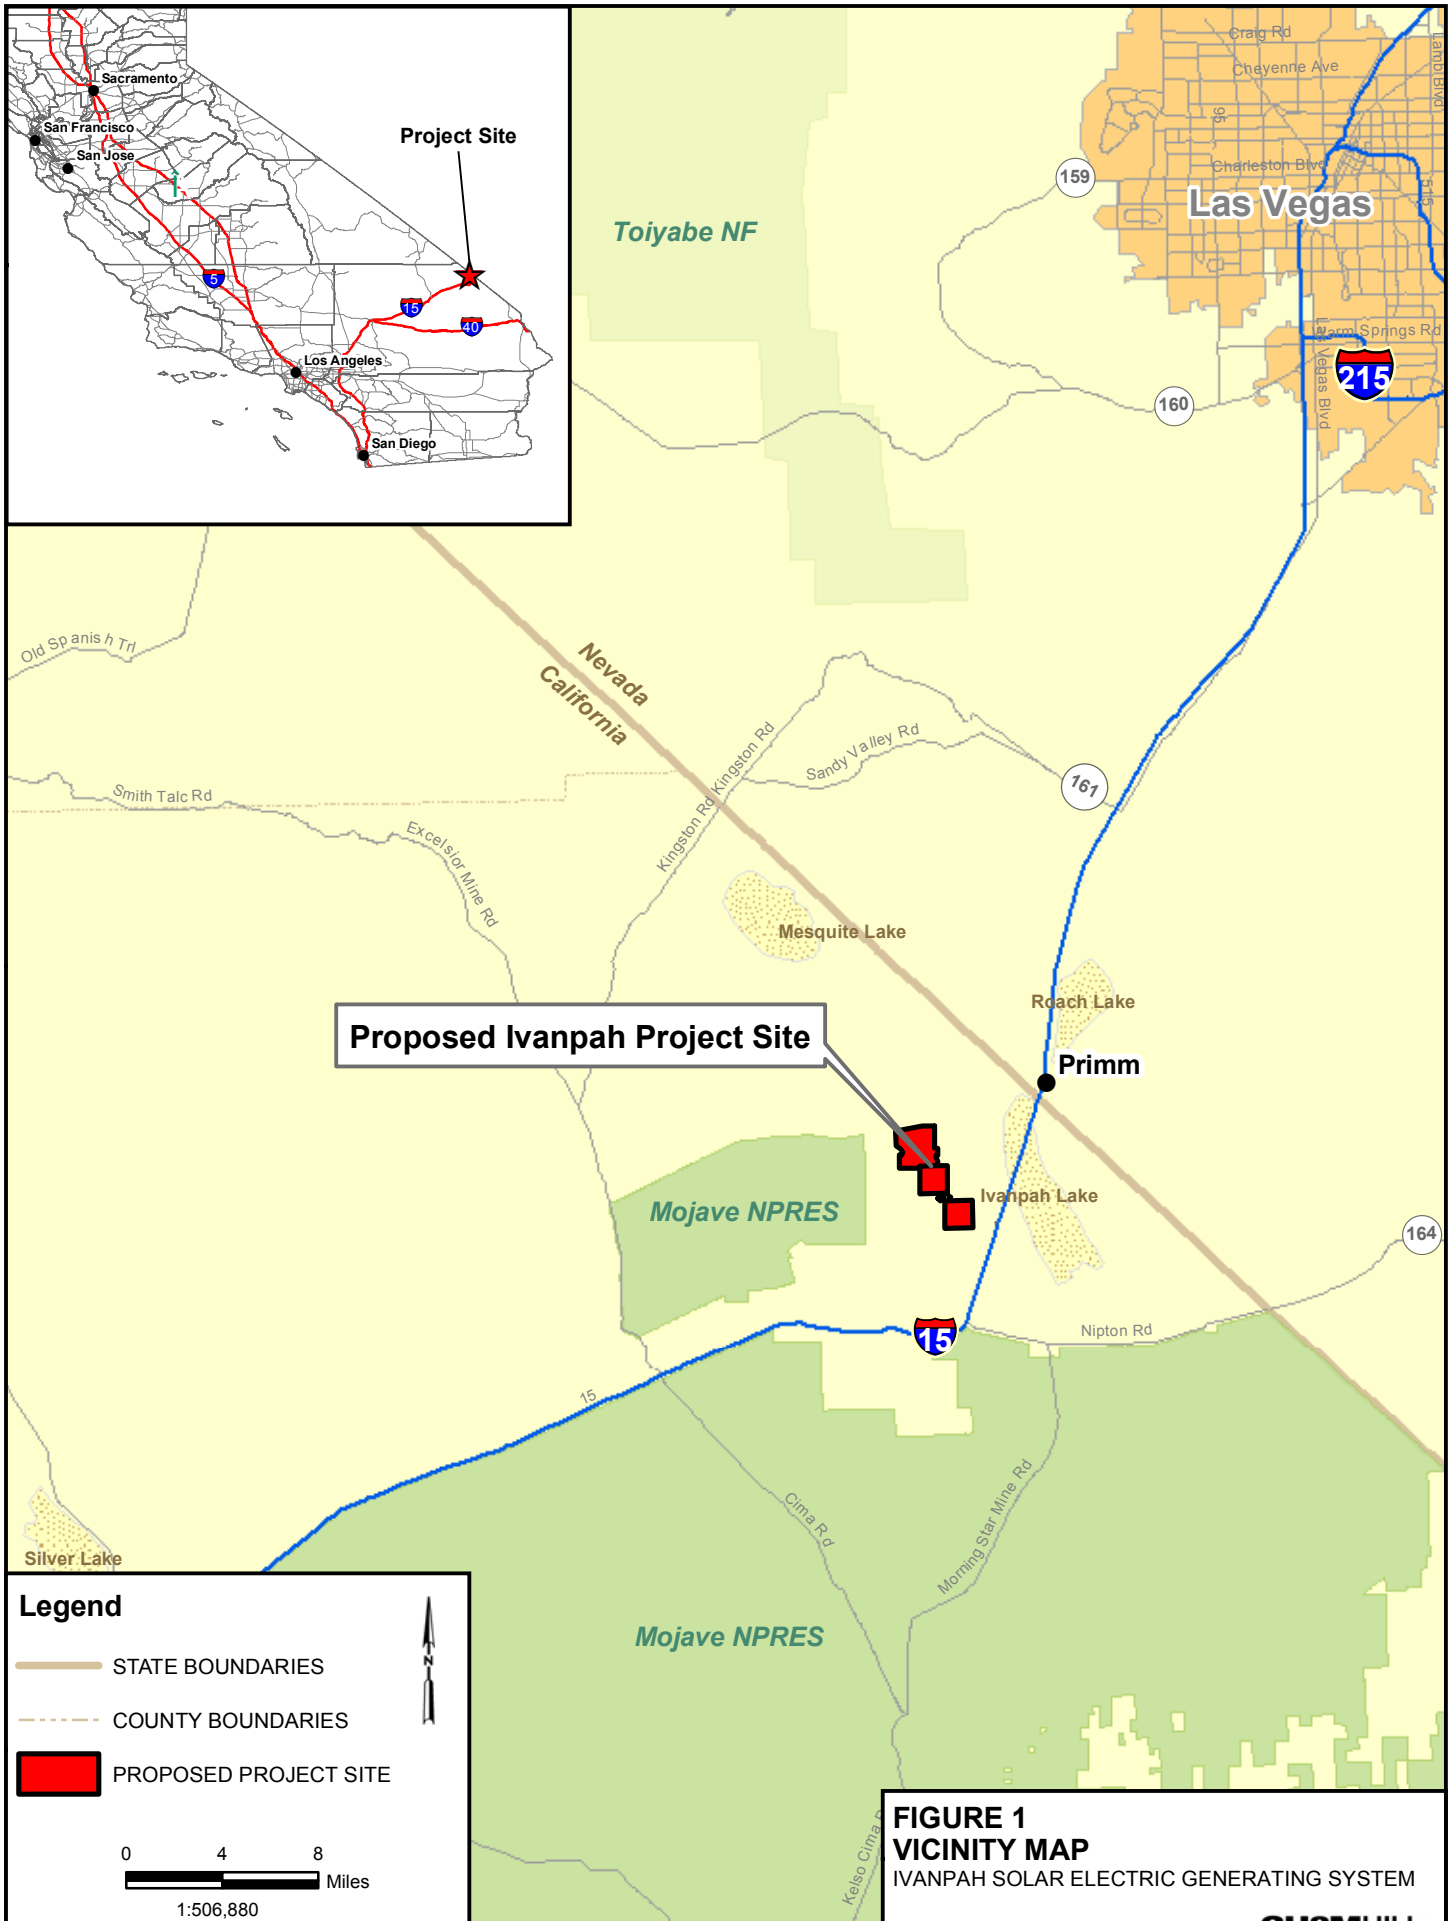 Sacramento
San Francisco
San Jose
Project Site
5
15
40
Los Angeles
San Diego
Craig Rd
Cheyenne Ave
Lamb Blvd
95
Charleston Blvd
515
159
Las Vegas
Toiyabe NF
Warm Springs Rd
Las Vegas Blvd
215
160
Old Spanish Trl
Nevada
California
Kingston Rd
Kingston Rd
Sandy Valley Rd
161
Smith Talc Rd
Excelsior Mine Rd
Mesquite Lake
Roach Lake
Proposed Ivanpah Project Site
Primm
Mojave NPRES
Ivanpah Lake
164
15
Nipton Rd
15
Cima Rd
Morning Star Mine Rd
Silver Lake
Mojave NPRES
Kelso Cima
Legend
N
STATE BOUNDARIES
COUNTY BOUNDARIES
PROPOSED PROJECT SITE
0 4 8
Miles
1:506,880
FIGURE 1
VICINITY MAP
IVANPAH SOLAR ELECTRIC GENERATING SYSTEM